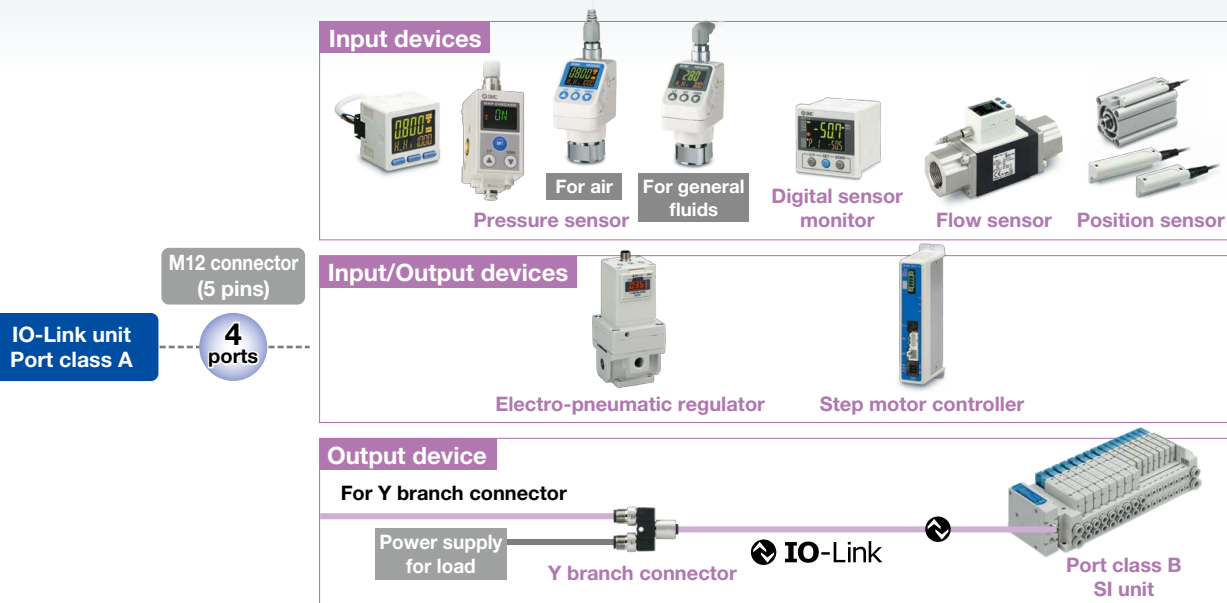 Input devices
For air
For general
fluids
Pressure sensor
Digital sensor
monitor
Flow sensor
Position sensor
M12 connector
(5 pins)
IO-Link unit
Port class A
4
ports
Input/Output devices
Electro-pneumatic regulator
Step motor controller
Output device
For Y branch connector
Power supply
for load
Y branch connector
IO-Link
Port class B
SI unit